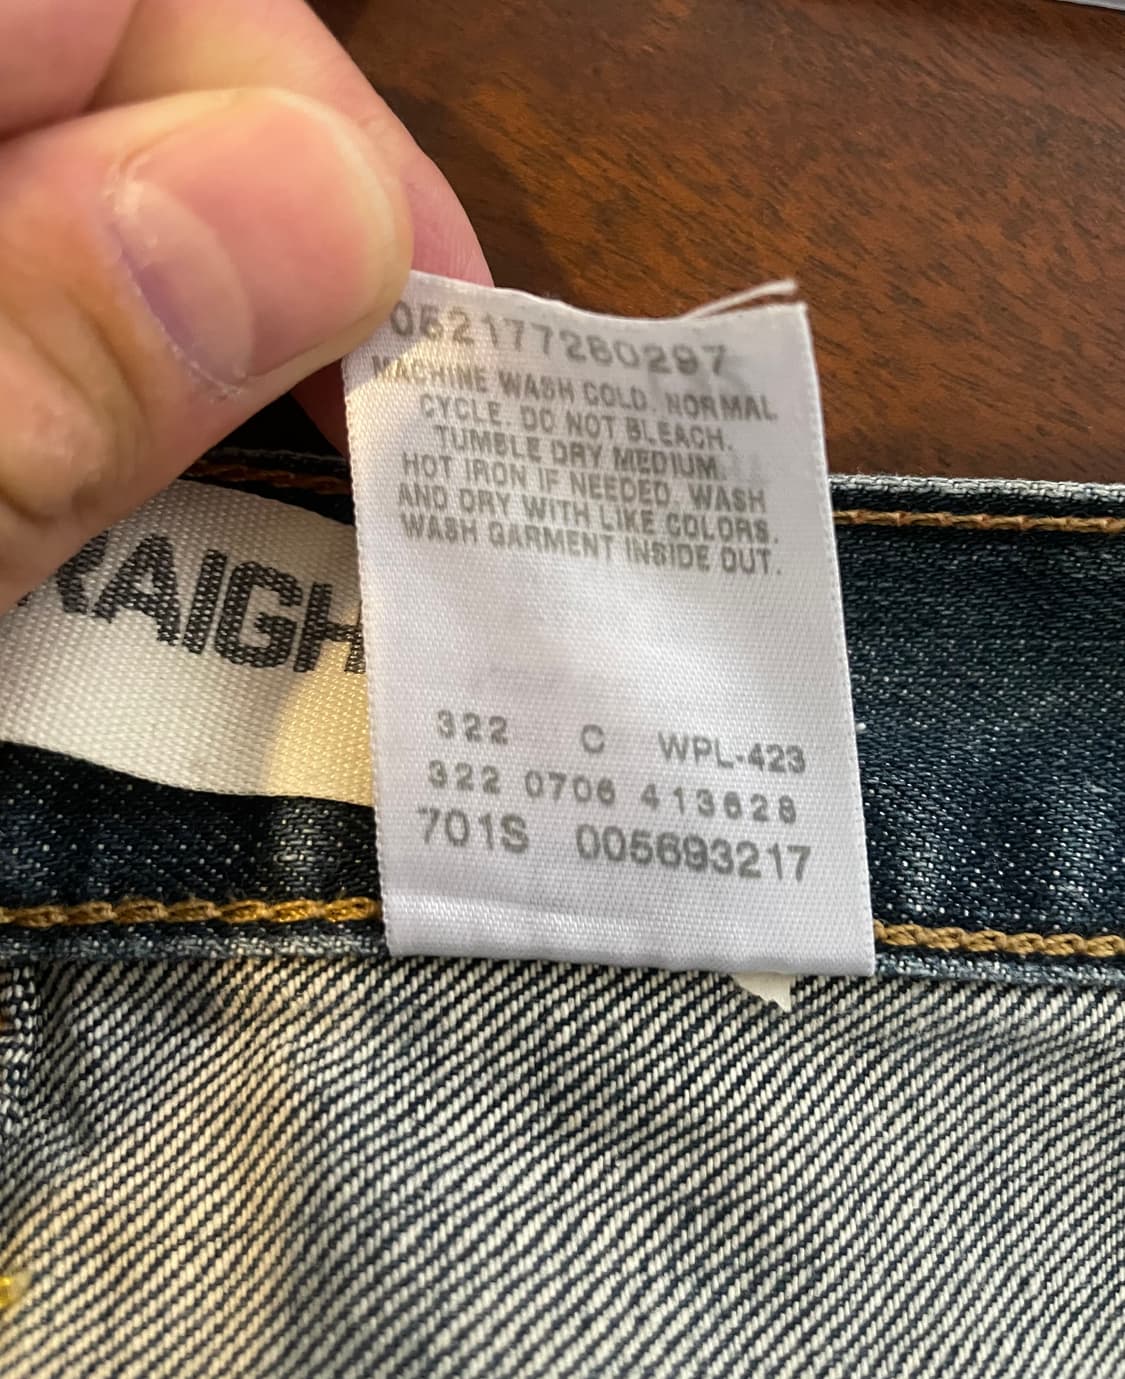 052177280297
MACHINE WASH COLD. NORMAL
CYCLE. DO NOT BLEACH.
TUMBLE DRY MEDIUM.
HOT IRON IF NEEDED. WASH
AND DRY WITH LIKE COLORS.
WASH GARMENT INSIDE OUT.
RAIGH
322 C WPL-423
322 0706 413628
701S 005693217